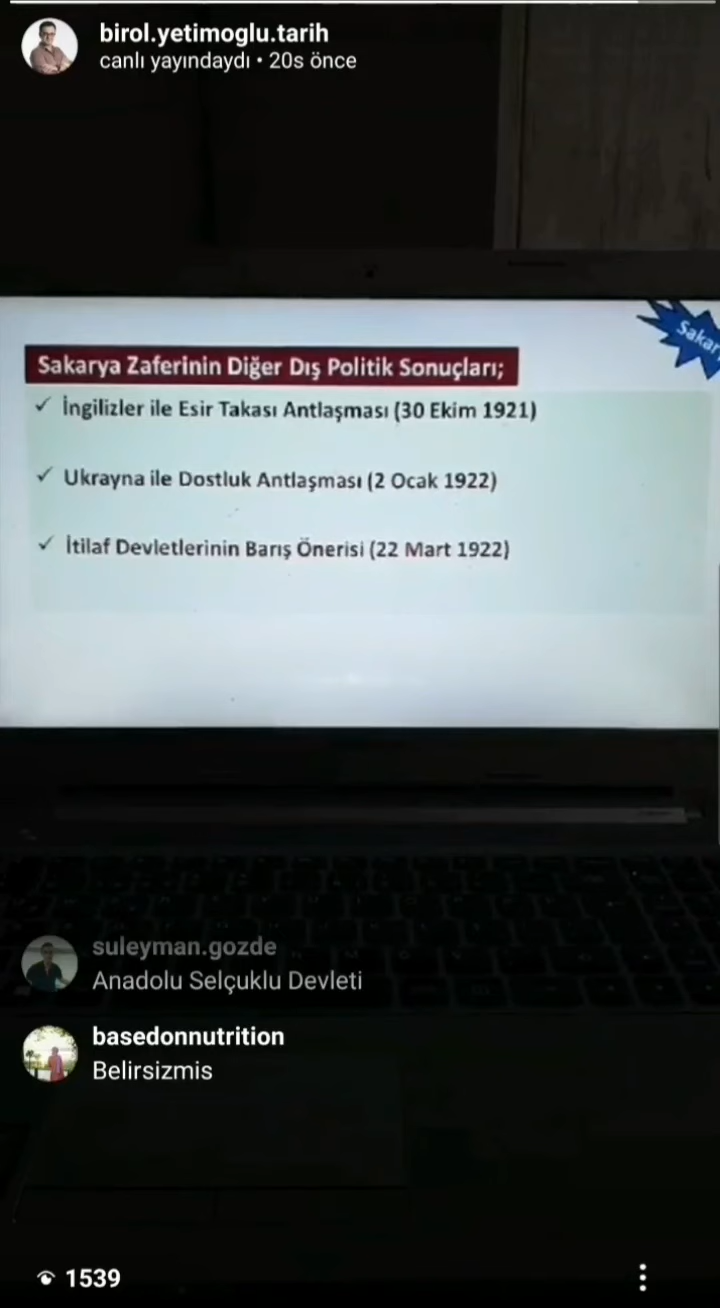 birol.yetimoglu.tarih
canlı yayındaydı • 20s önce
Sakar
Sakarya Zaferinin Diğer Dış Politik Sonuçları;
✓ İngilizler ile Esir Takası Antlaşması (30 Ekim 1921)
✓ Ukrayna ile Dostluk Antlaşması (2 Ocak 1922)
✓ İtilaf Devletlerinin Barış Önerisi (22 Mart 1922)
suleyman.gozde
Anadolu Selçuklu Devleti
basedonnutrition
Belirsizmis
1539